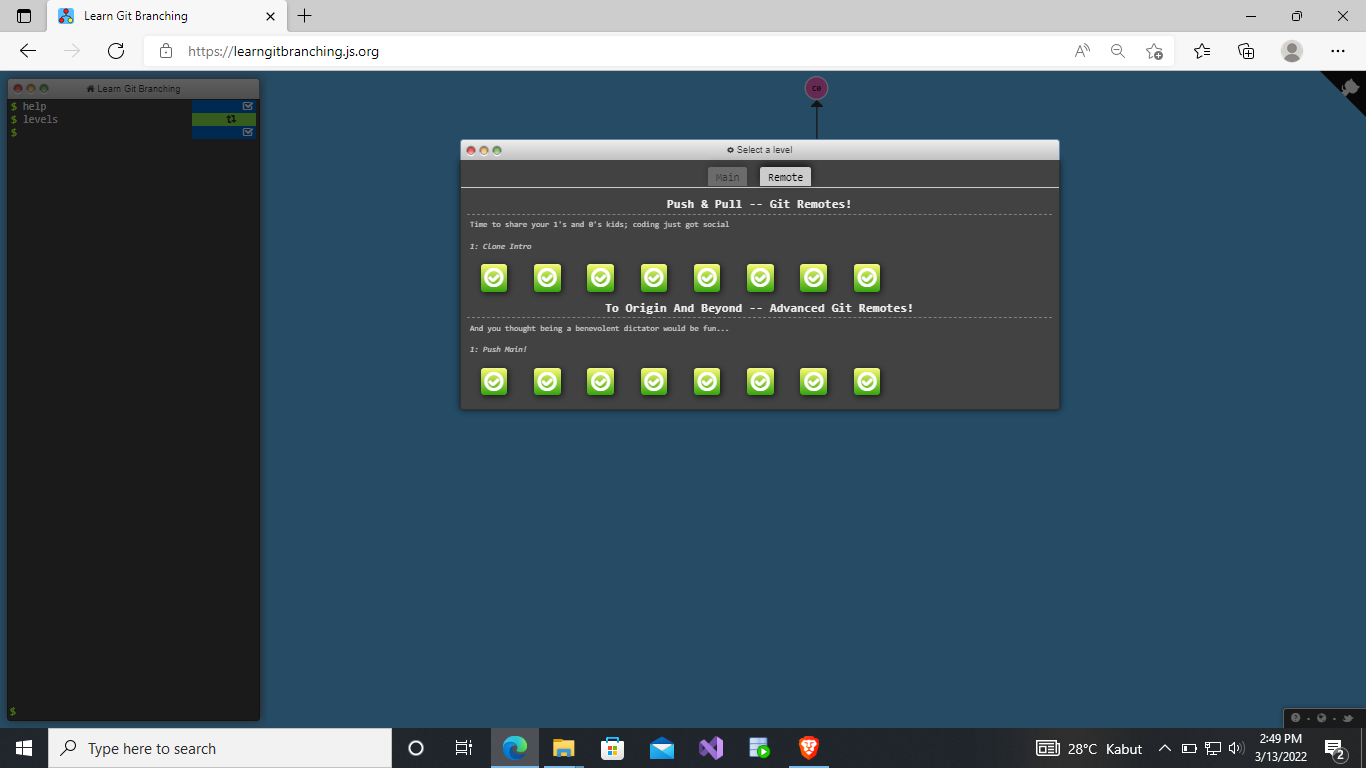 Learn Git Branching
https://learngitbranching.js.org
Learn Git Branching
$ help
$ levels
$
$
c0
Select a level
Main
Remote
Push & Pull -- Git Remotes!
Time to share your 1's and 0's kids; coding just got social
1: Clone Intro
To Origin And Beyond -- Advanced Git Remotes!
And you thought being a benevolent dictator would be fun...
1: Push Main!
Type here to search
28°C Kabut
2:49 PM
3/13/2022
2